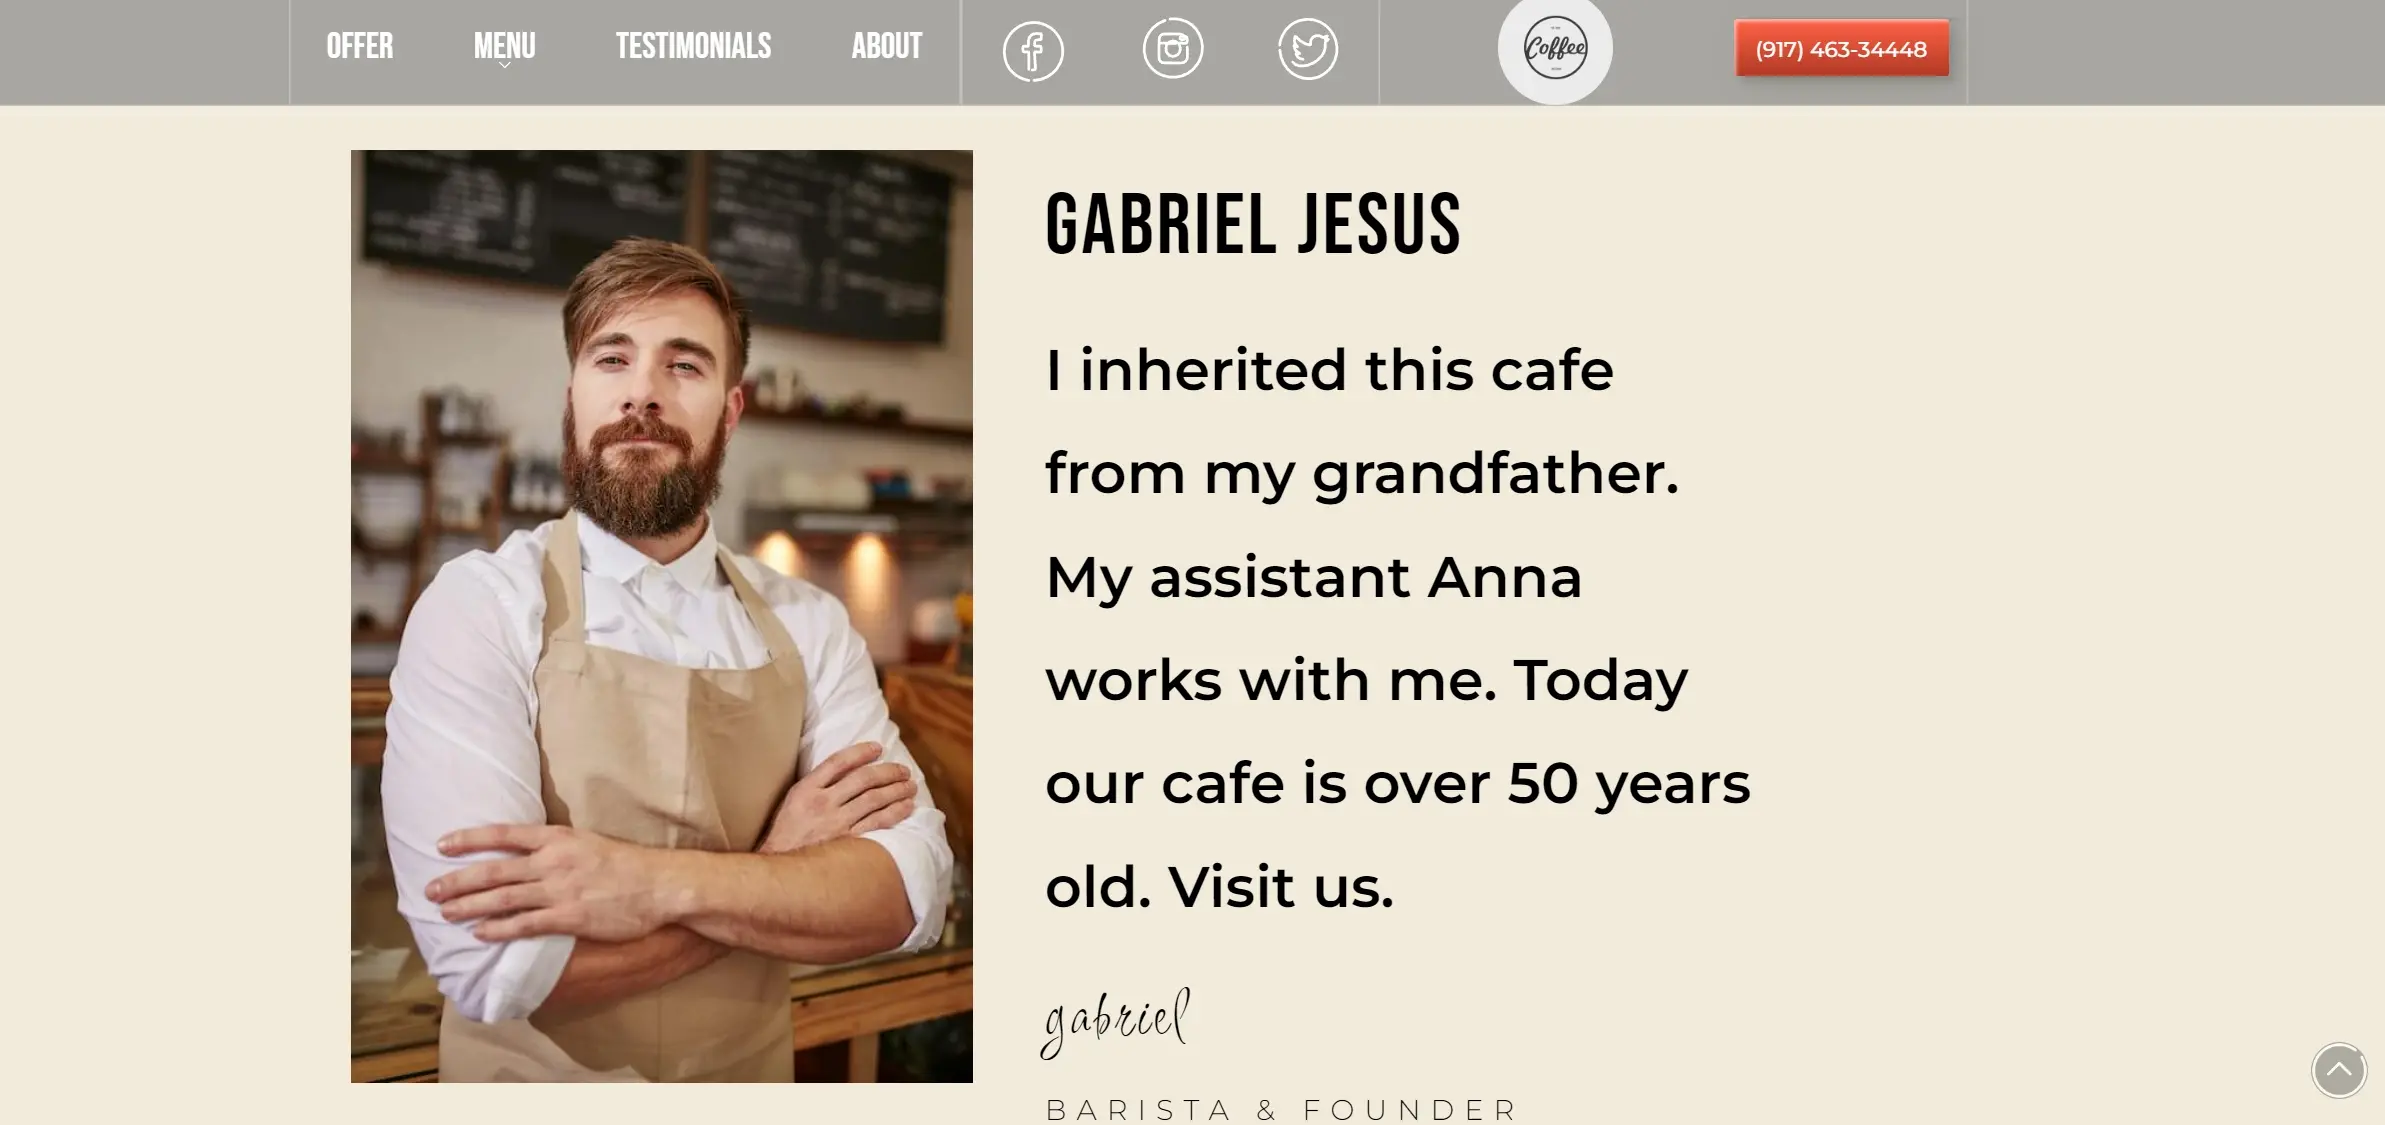 OFFER MENU TESTIMONIALS ABOUT Coffee (917) 463-34448
GABRIEL JESUS
I inherited this cafe
from my grandfather.
My assistant Anna
works with me. Today
our cafe is over 50 years
old. Visit us.
gabriel
BARISTA & FOUNDER